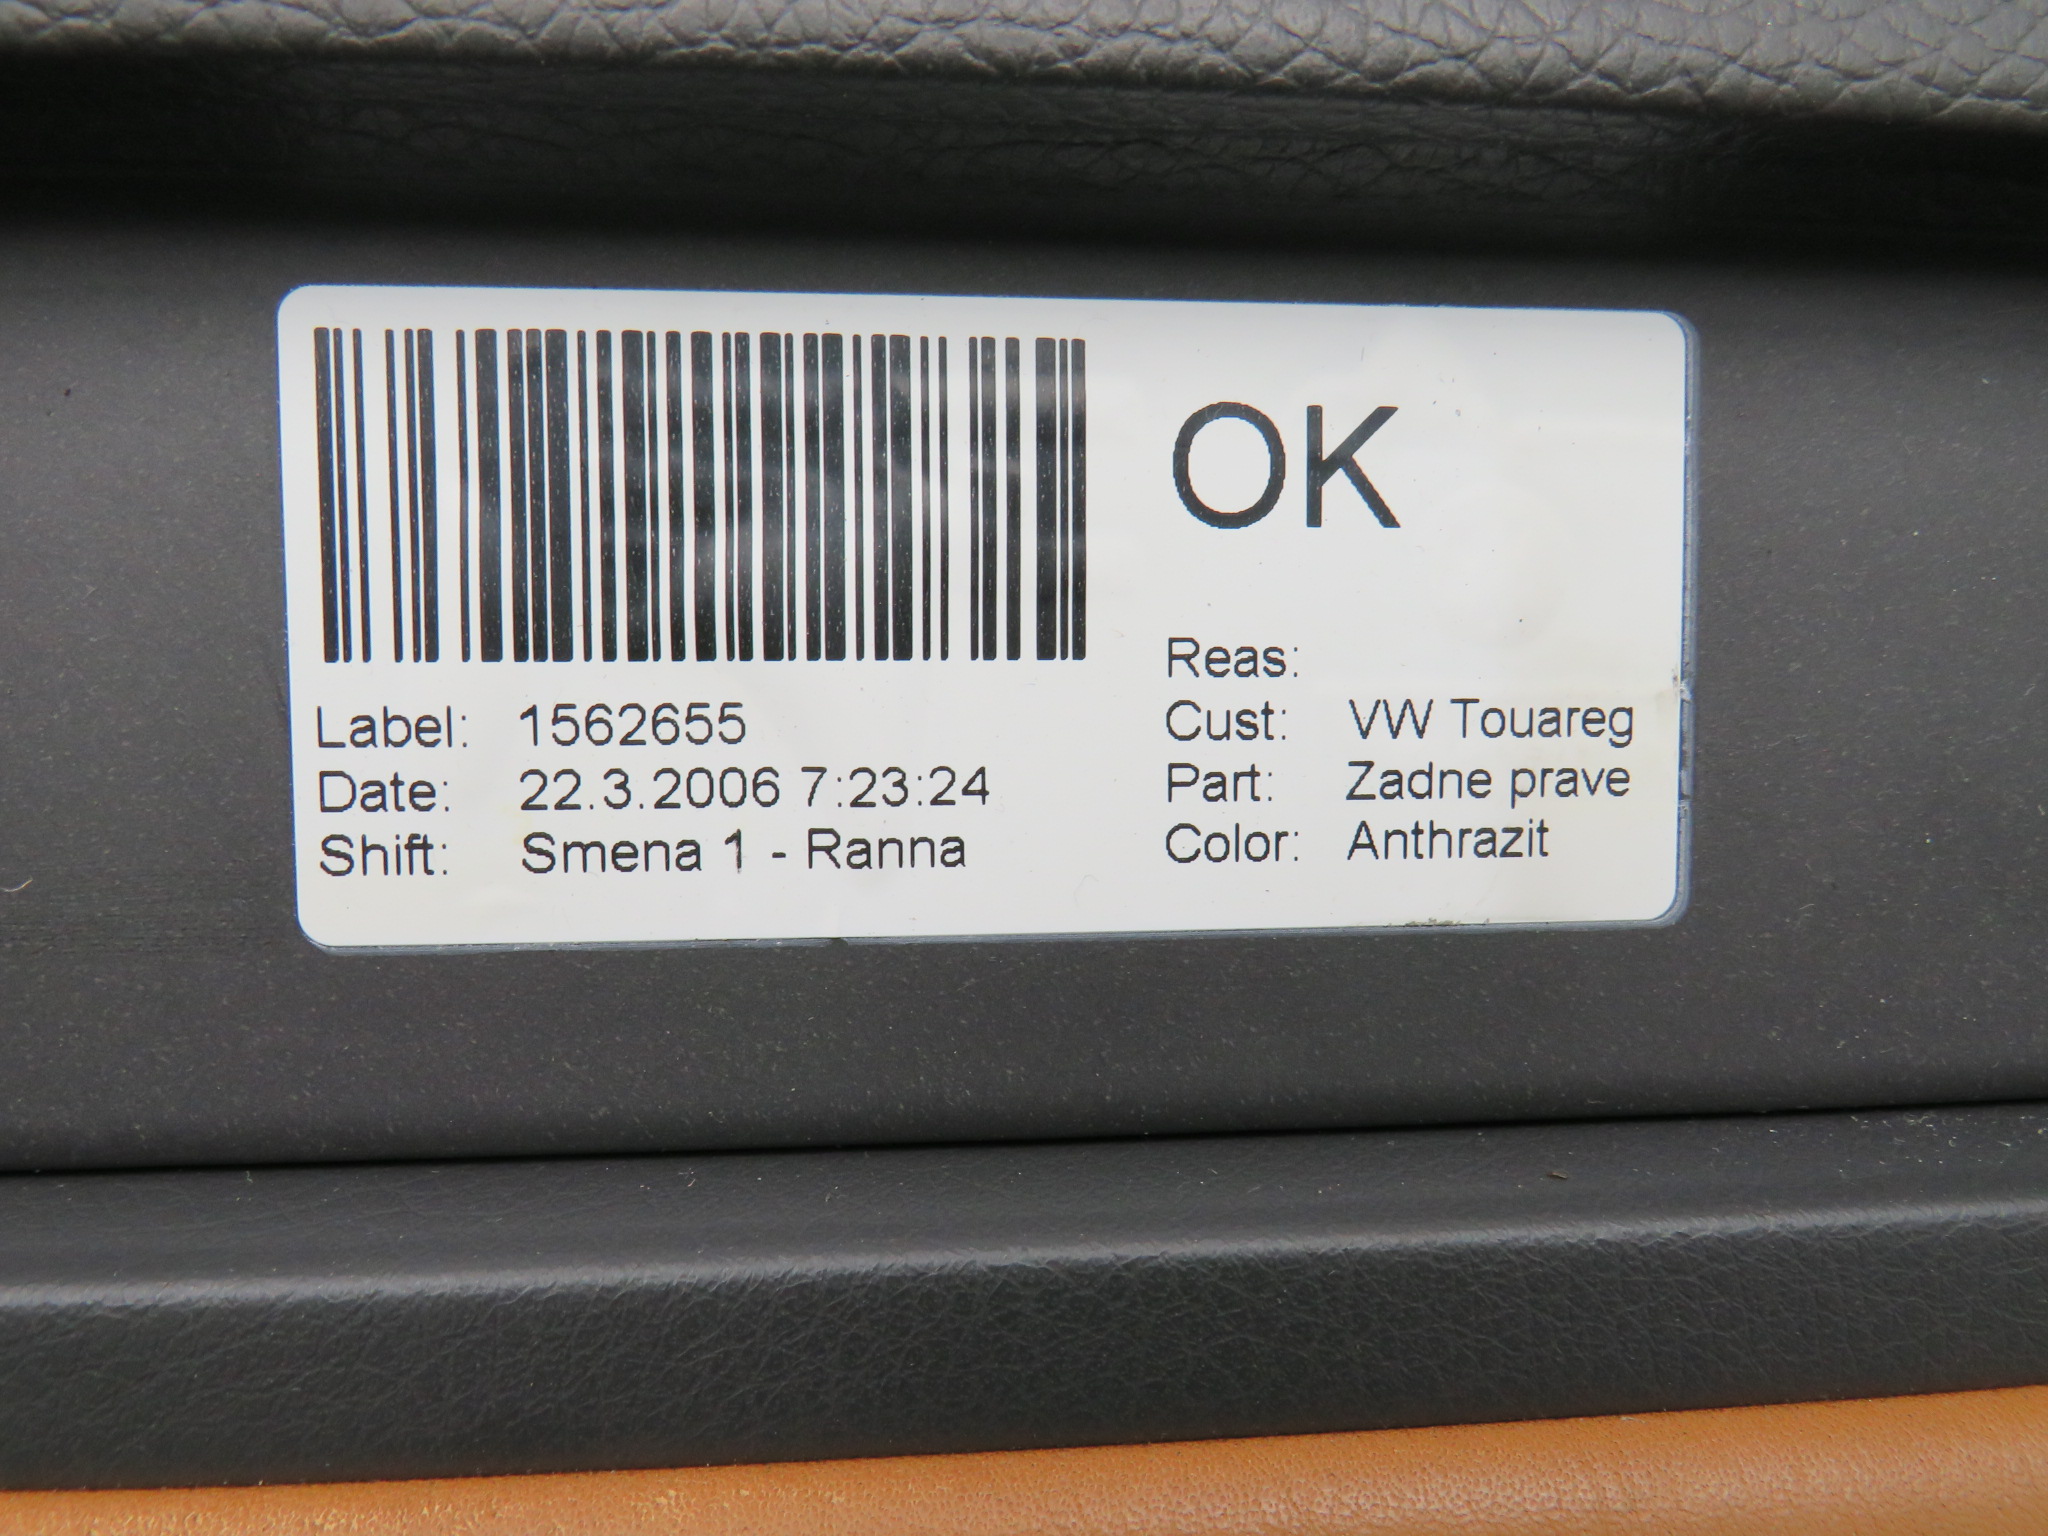 OK
Label: 1562655
Date: 22.3.2006 7:23:24
Shift: Smena 1 - Ranna
Reas:
Cust: VW Touareg
Part: Zadne prave
Color: Anthrazit